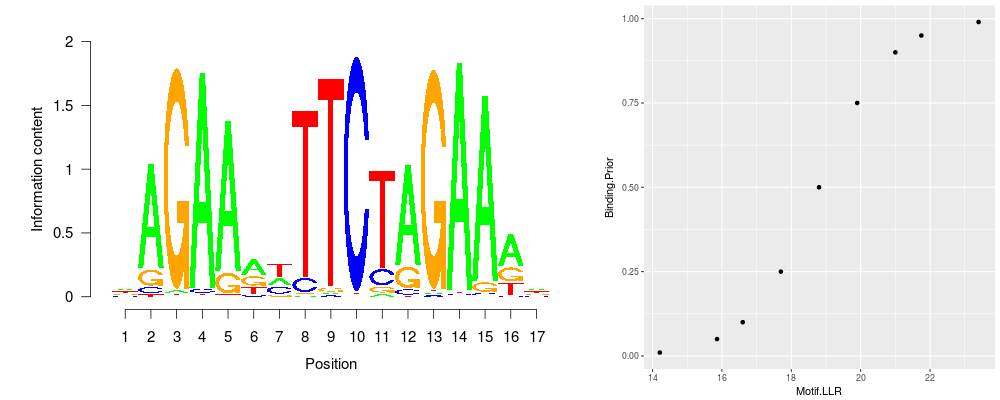 Information content
2
1.5
1
0.5
0
AGAAATTTCTAGAAA
GGGTCCGGGT
1 2 3 4 5 6 7 8 9 10 11 12 13 14 15 16 17
Position
Binding.Prior
1.00
0.75
0.50
0.25
0.00
14 16 18 20 22
Motif.LLR